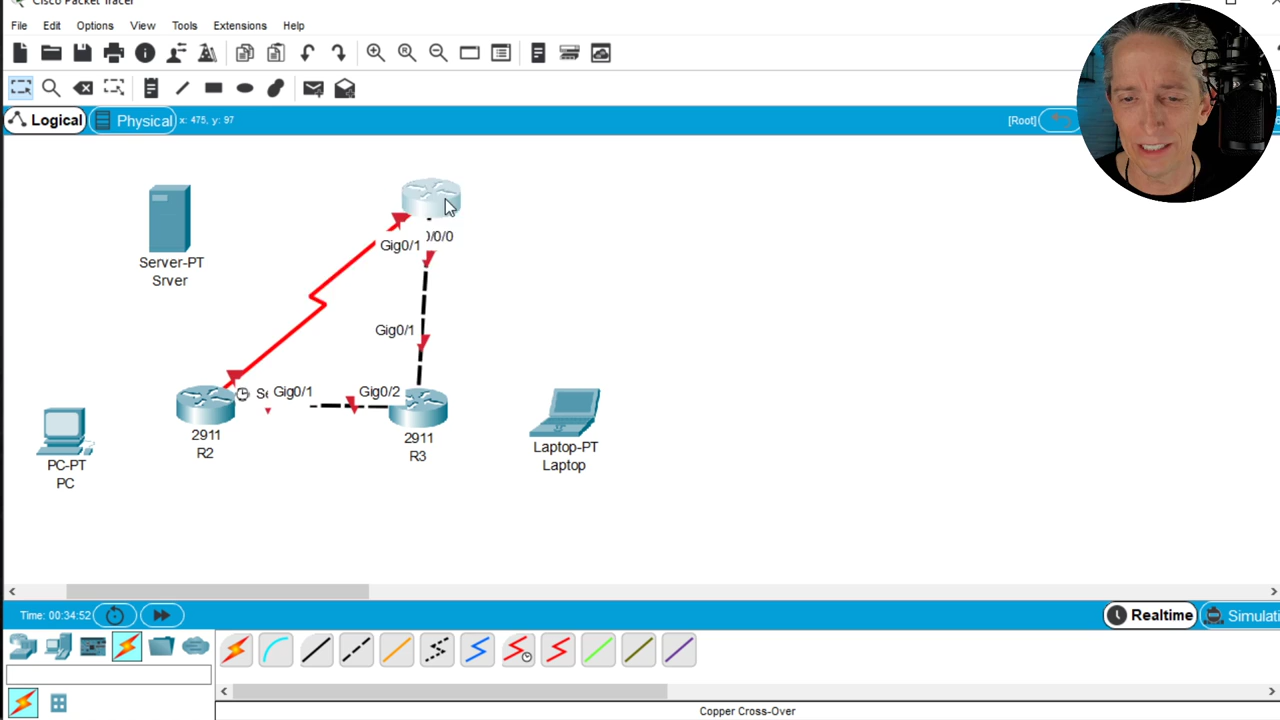 Cisco Packet Tracer
File Edit Options View Tools Extensions Help
Logical Physical x: 475, y: 97 [Root]
Gig0/1 0/0/0
Server-PT
Srver
Gig0/1
Se Gig0/1 Gig0/2
2911
R2
2911
R3
Laptop-PT
Laptop
PC-PT
PC
Time: 00:34:52 Realtime Simulati
Copper Cross-Over